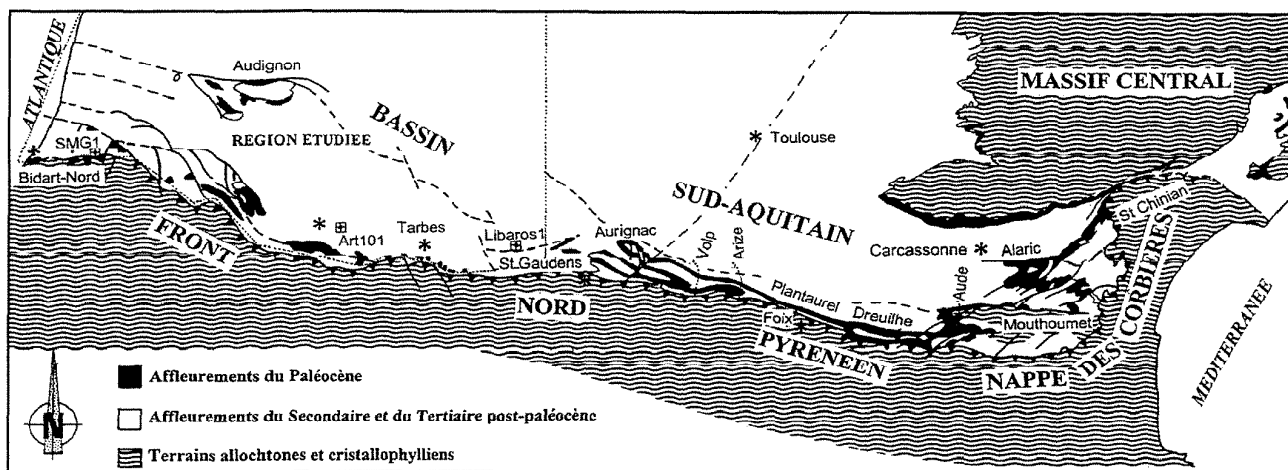 ATLANTIQUE
Audignon
MASSIF CENTRAL
BASSIN
REGION ETUDIEE
Toulouse
SMG1
Bidart-Nord
SUD-AQUITAIN
St Chinian
FRONT
Art101
Tarbes
Libaros1
Aurignac
St.Gaudens
Volp
Arize
Carcassonne
Alaric
Aude
NORD
Plantaurel
Dreuilhe
Foix
PYRENEEN
Mouthoumet
NAPPE DES CORBIERES
MEDITERRANEE
N
Affleurements du Paléocène
Affleurements du Secondaire et du Tertiaire post-paléocène
Terrains allochtones et cristallophylliens